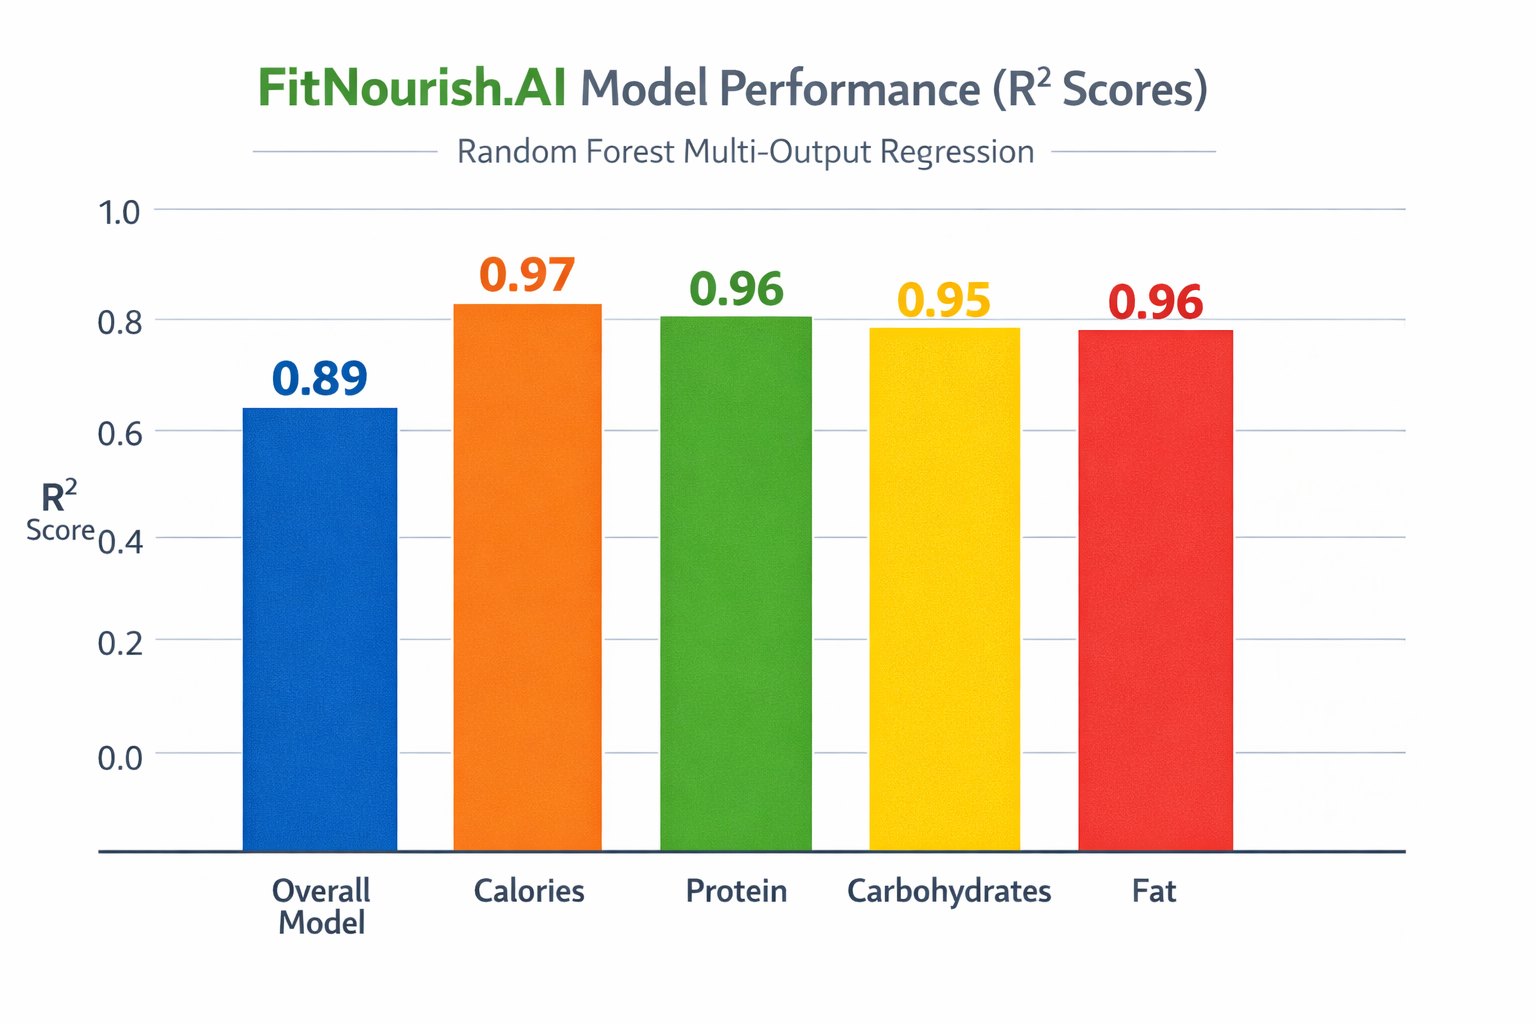 FitNourish.AI Model Performance (R² Scores)
Random Forest Multi-Output Regression
1.0
0.8
0.6
0.4
0.2
0.0
R²
Score
0.89
0.97
0.96
0.95
0.96
Overall
Model
Calories
Protein
Carbohydrates
Fat